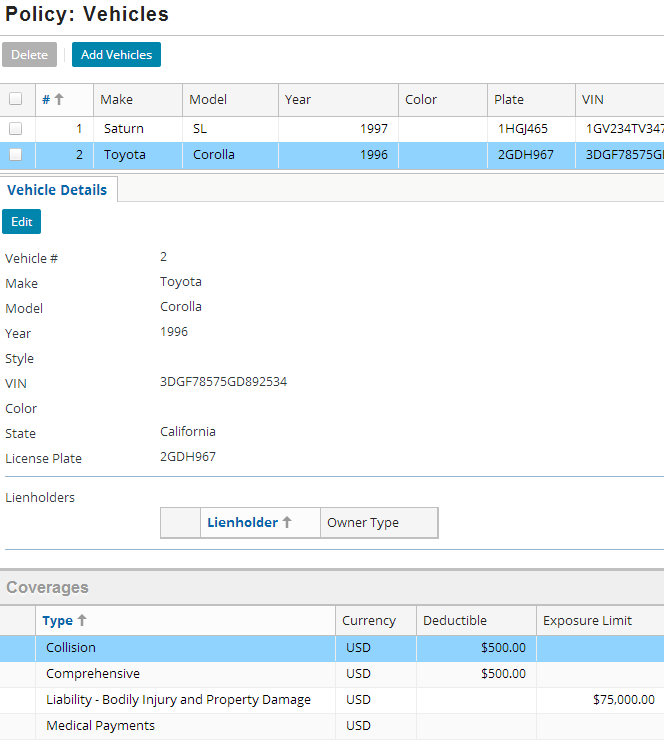 Policy: Vehicles
Delete Add Vehicles
# Make Model Year Color Plate VIN
1 Saturn SL 1997 1HGJ465 1GV234TV347
2 Toyota Corolla 1996 2GDH967 3DGF78575G
Vehicle Details
Edit
Vehicle # 2
Make Toyota
Model Corolla
Year 1996
Style
VIN 3DGF78575GD892534
Color
State California
License Plate 2GDH967
Lienholders
Lienholder Owner Type
Coverages
Type Currency Deductible Exposure Limit
Collision USD $500.00
Comprehensive USD $500.00
Liability - Bodily Injury and Property Damage USD $75,000.00
Medical Payments USD